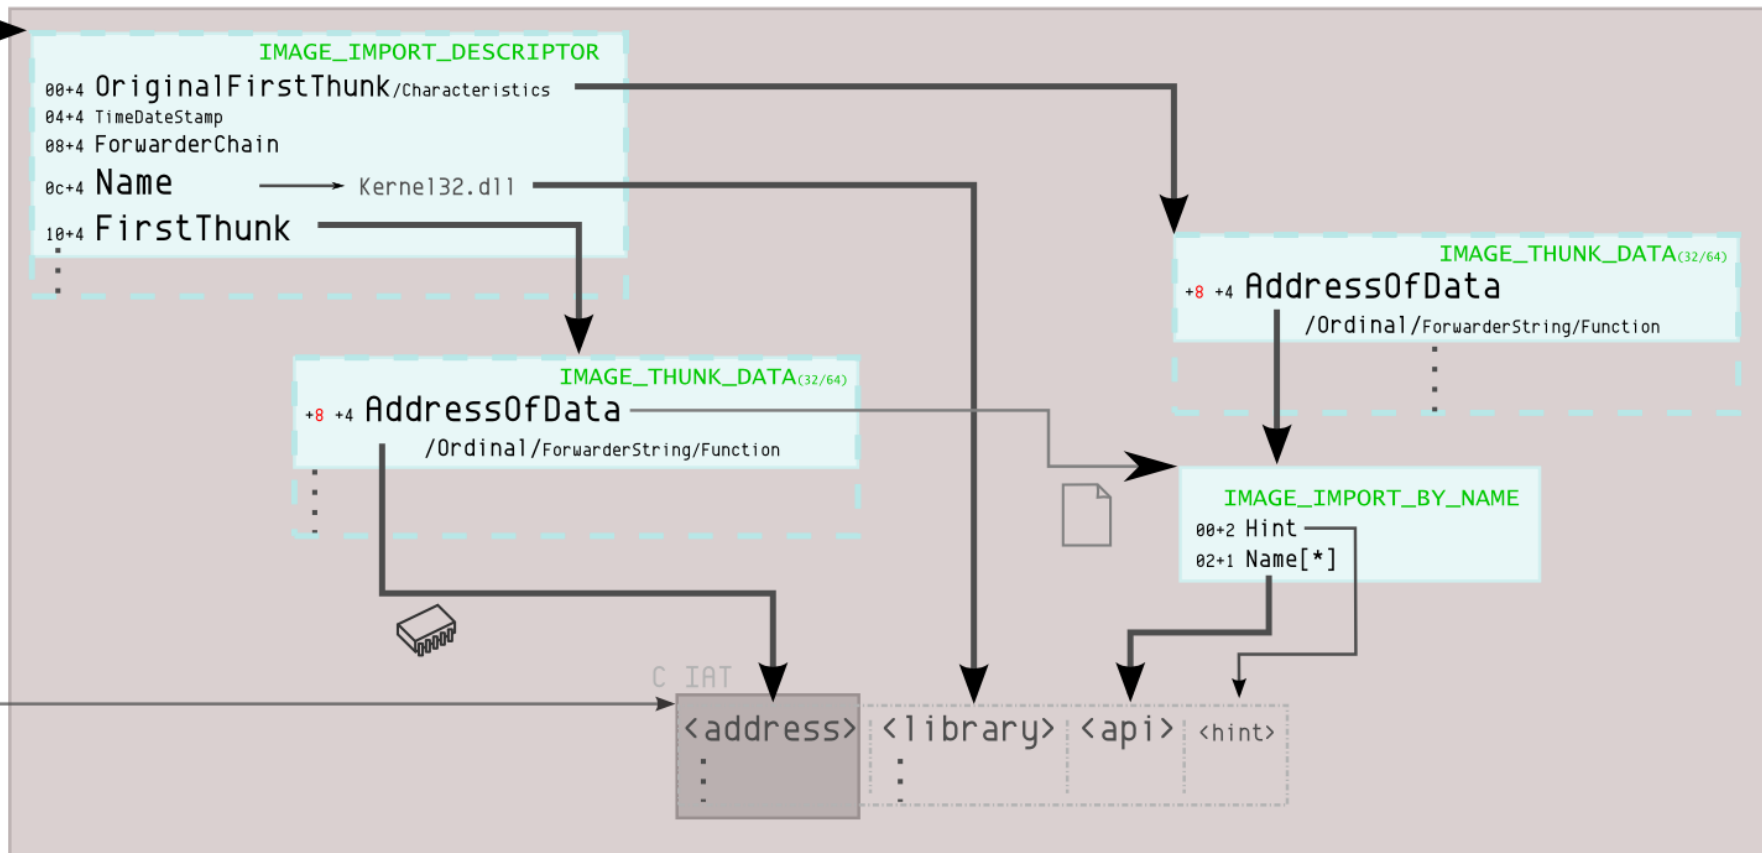 IMAGE_IMPORT_DESCRIPTOR
00+4 OriginalFirstThunk/Characteristics
04+4 TimeDateStamp
08+4 ForwarderChain
0c+4 Name Kernel32.dll
10+4 FirstThunk
IMAGE_THUNK_DATA(32/64)
+8 +4 AddressOfData
/Ordinal/ForwarderString/Function
IMAGE_THUNK_DATA(32/64)
+8 +4 AddressOfData
/Ordinal/ForwarderString/Function
IMAGE_IMPORT_BY_NAME
00+2 Hint
02+1 Name[*]
C IAT
<address> <library> <api> <hint>